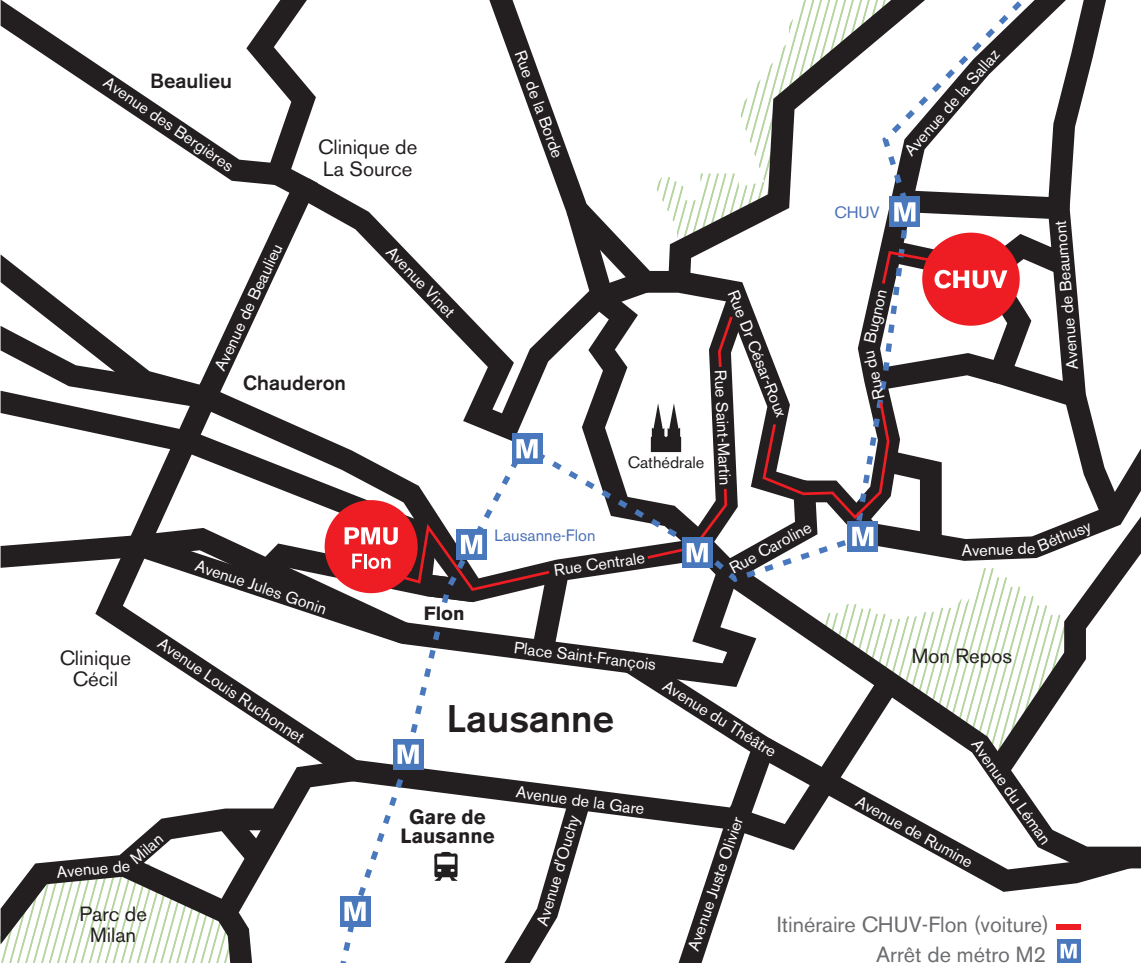 Beaulieu
Avenue des Bergières
Clinique de
La Source
Rue de la Borde
Avenue de la Sallaz
M
CHUV
CHUV
Avenue de Beaulieu
Avenue Vinet
Rue Dr César-Roux
Rue du Bugnon
Avenue de Beaumont
Chauderon
Rue Saint-Martin
M
Cathédrale
PMU
Flon
M
Lausanne-Flon
M
Rue Centrale
Rue Caroline
M
Avenue de Béthusy
Avenue Jules Gonin
Flon
Place Saint-François
Mon Repos
Clinique
Cécil
Avenue Louis Ruchonnet
Lausanne
Avenue du Théâtre
M
Avenue de la Gare
Avenue du Léman
Gare de
Lausanne
Avenue d'Ouchy
Avenue Juste Olivier
Avenue de Rumine
Avenue de Milan
Parc de
Milan
M
Itinéraire CHUV-Flon (voiture)
Arrêt de métro M2 M